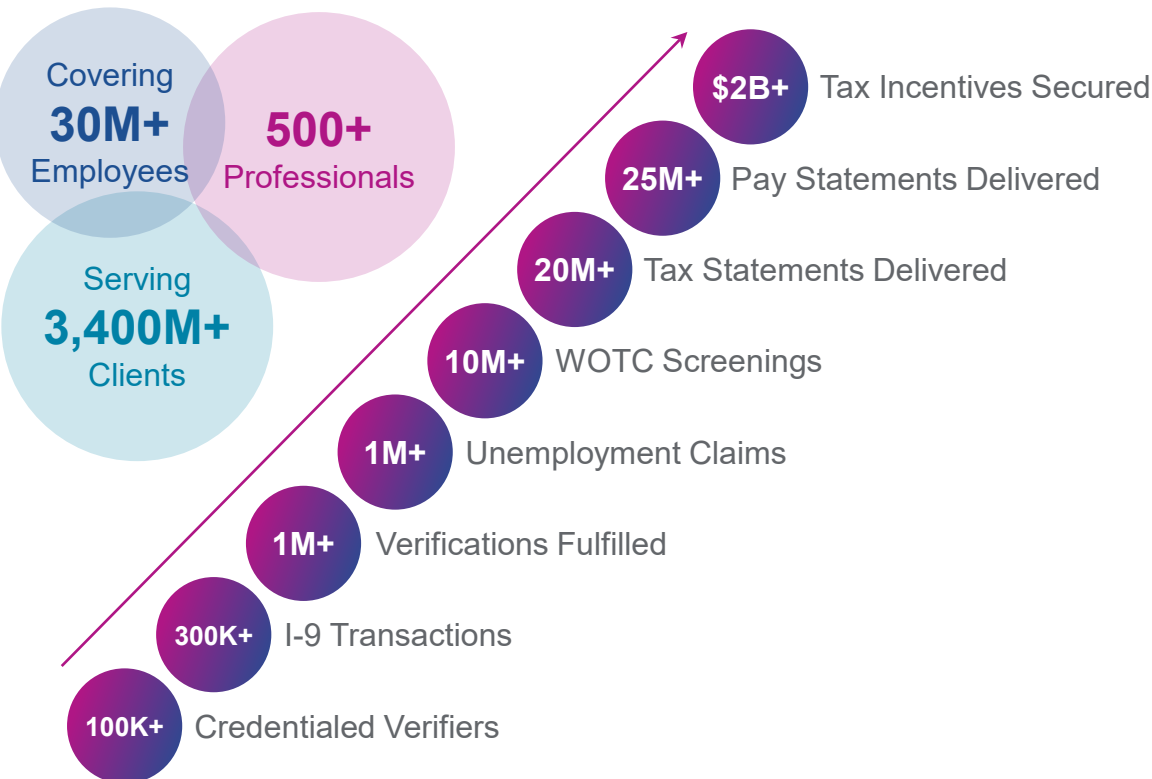 Covering
30M+
Employees
500+
Professionals
Serving
3,400M+
Clients
$2B+ Tax Incentives Secured
25M+ Pay Statements Delivered
20M+ Tax Statements Delivered
10M+ WOTC Screenings
1M+ Unemployment Claims
1M+ Verifications Fulfilled
300K+ I-9 Transactions
100K+ Credentialed Verifiers